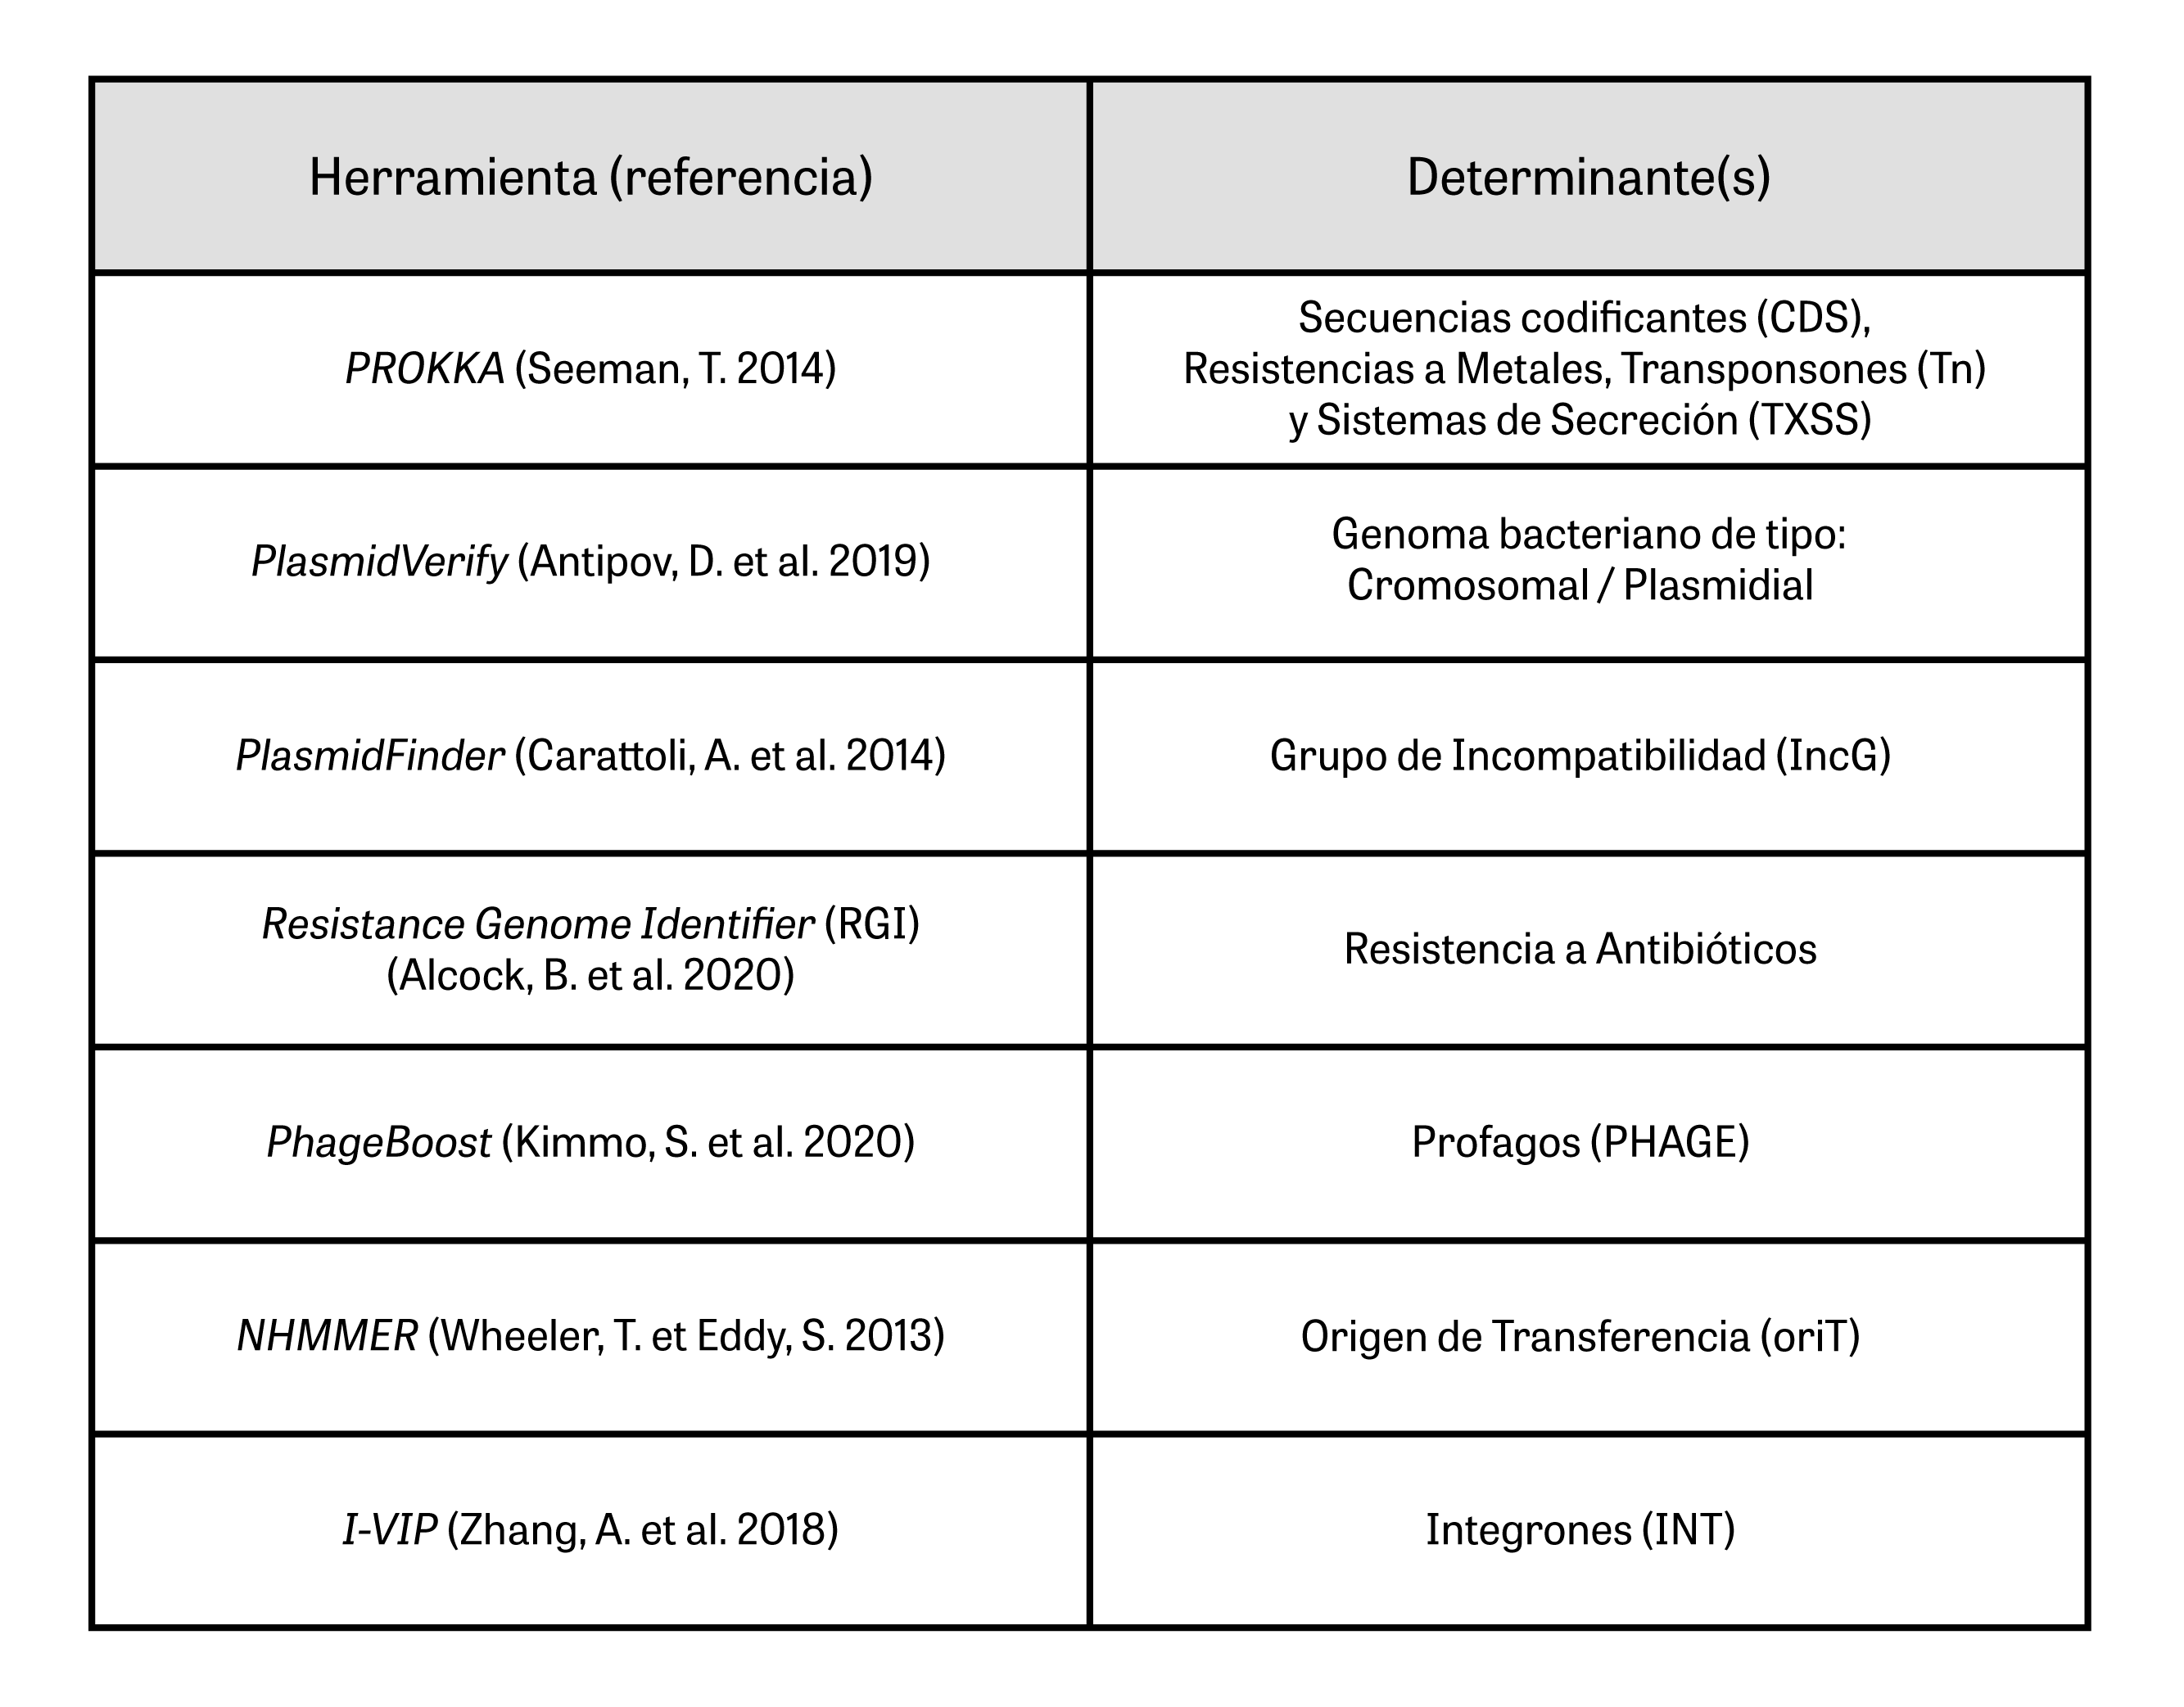 Herramienta (referencia)
Determinante(s)
PROKKA (Seeman, T. 2014)
Secuencias codificantes (CDS),
Resistencias a Metales, Transponsones (Tn)
y Sistemas de Secreción (TXSS)
PlasmidVerify (Antipov, D. et al. 2019)
Genoma bacteriano de tipo:
Cromosomal / Plasmidial
PlasmidFinder (Carattoli, A. et al. 2014)
Grupo de Incompatibilidad (IncG)
Resistance Genome Identifier (RGI)
(Alcock, B. et al. 2020)
Resistencia a Antibióticos
PhageBoost (Kimmo, S. et al. 2020)
Profagos (PHAGE)
NHMMER (Wheeler, T. et Eddy, S. 2013)
Origen de Transferencia (oriT)
I-VIP (Zhang, A. et al. 2018)
Integrones (INT)